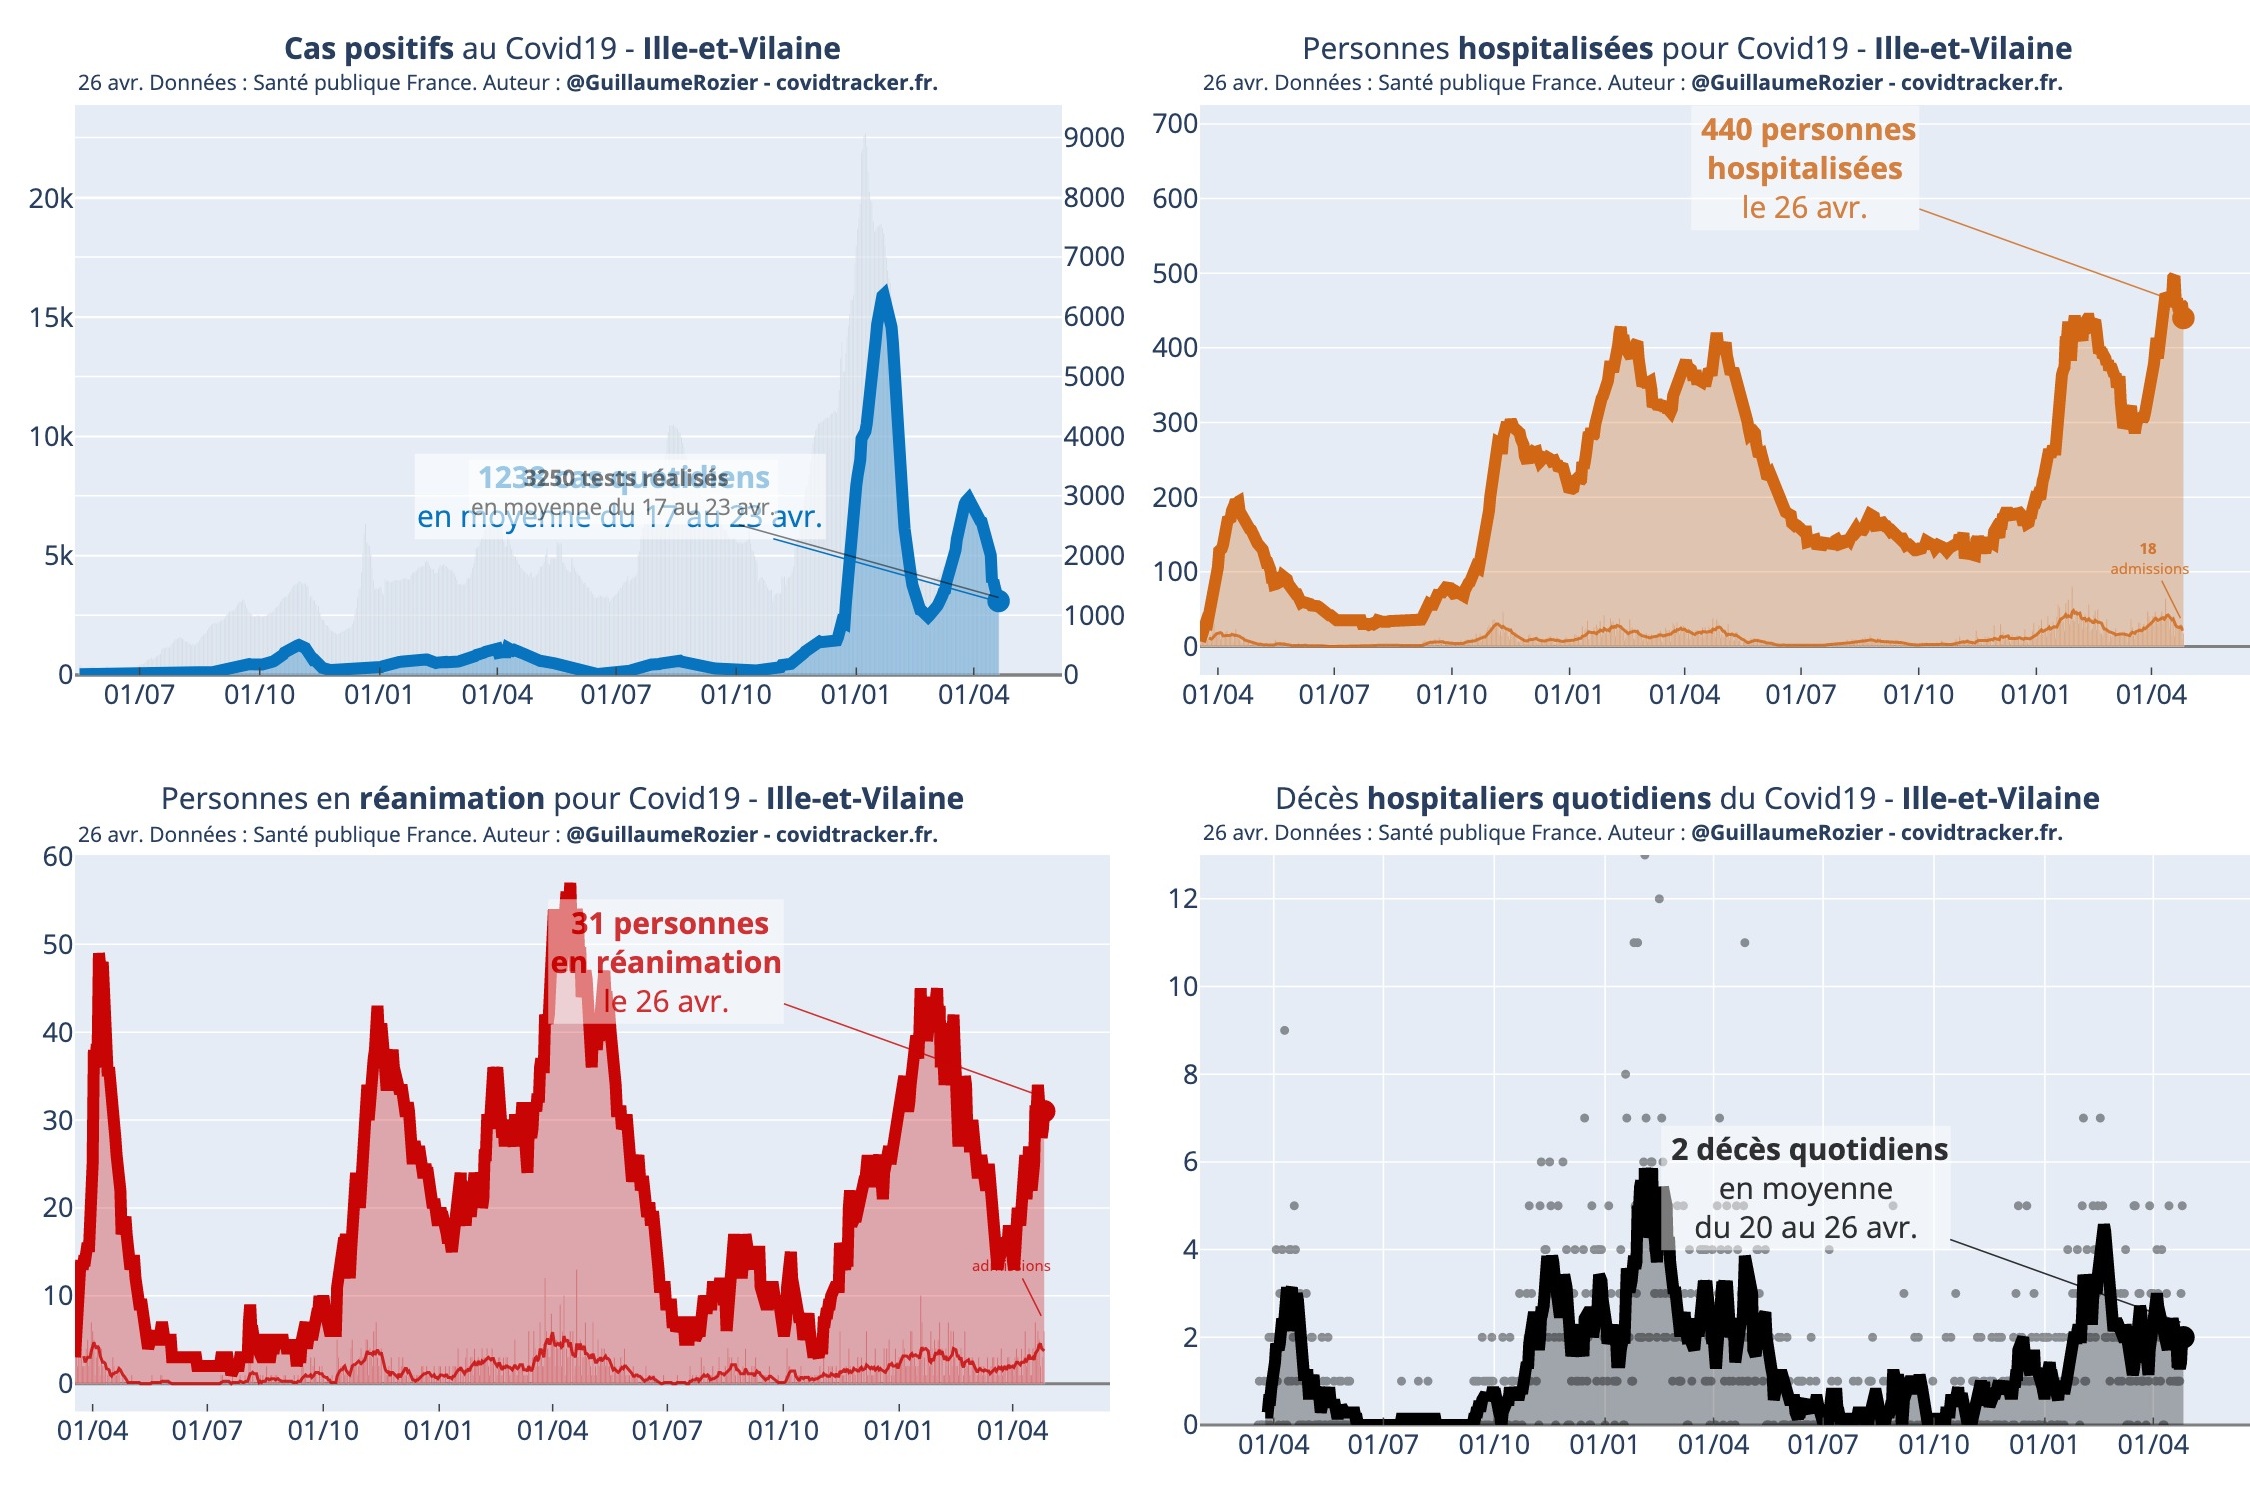 Cas positifs au Covid19 - Ille-et-Vilaine
26 avr. Données : Santé publique France. Auteur : @GuillaumeRozier - covidtracker.fr.
9000
20k
8000
7000
15k
6000
5000
10k
4000
cas quotidiens
3250 tests réalisés
en moyenne du 17 au 23 avr.
en moyenne du 17 au 23 avr.
3000
5k
2000
1000
0
0
01/07 01/10 01/01 01/04 01/07 01/10 01/01 01/04
Personnes hospitalisées pour Covid19 - Ille-et-Vilaine
26 avr. Données : Santé publique France. Auteur : @GuillaumeRozier - covidtracker.fr.
700
600
500
400
300
200
100
0
440 personnes
hospitalisées
le 26 avr.
18
admissions
01/04 01/07 01/10 01/01 01/04 01/07 01/10 01/01 01/04
Personnes en réanimation pour Covid19 - Ille-et-Vilaine
26 avr. Données : Santé publique France. Auteur : @GuillaumeRozier - covidtracker.fr.
60
50
40
30
20
10
0
31 personnes
en réanimation
le 26 avr.
admissions
01/04 01/07 01/10 01/01 01/04 01/07 01/10 01/01 01/04
Décès hospitaliers quotidiens du Covid19 - Ille-et-Vilaine
26 avr. Données : Santé publique France. Auteur : @GuillaumeRozier - covidtracker.fr.
12
10
8
6
4
2
0
2 décès quotidiens
en moyenne
du 20 au 26 avr.
01/04 01/07 01/10 01/01 01/04 01/07 01/10 01/01 01/04